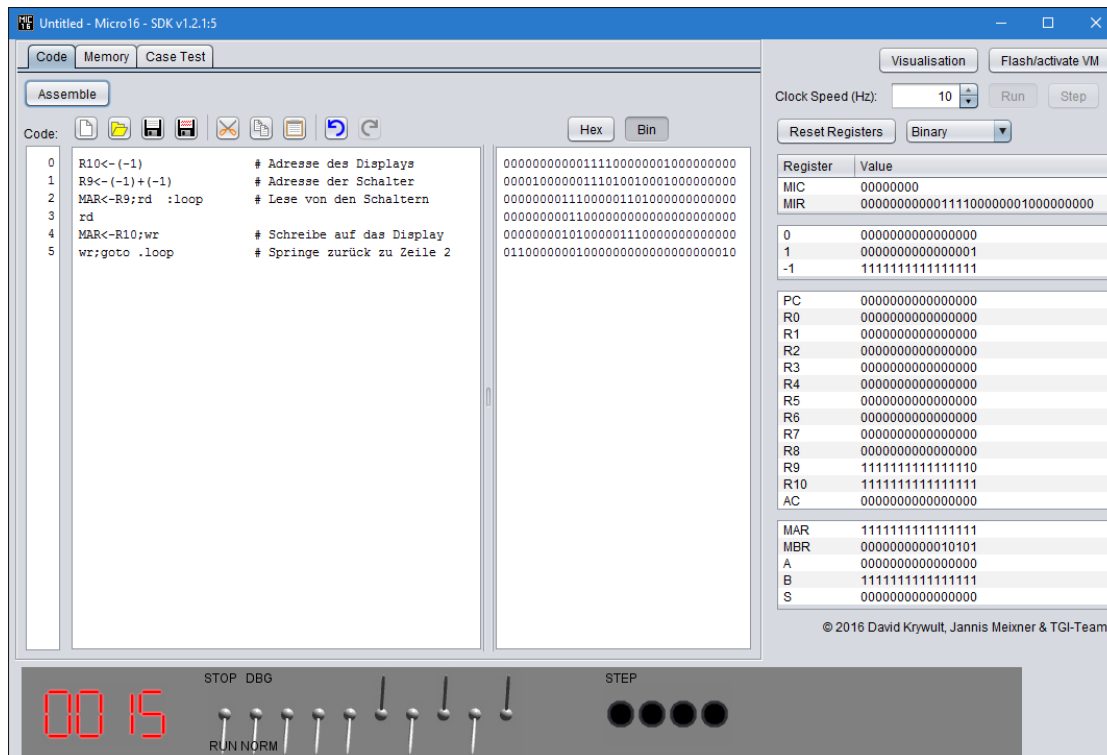 MIC 16 Untitled - Micro16 - SDK v1.2.1:5
Code Memory Case Test
Assemble
Code:
Hex Bin
0 R10<-(-1) # Adresse des Displays 00000000000111100000001000000000
1 R9<-(-1)+(-1) # Adresse der Schalter 00001000000111010010001000000000
2 MAR<-R9;rd :loop # Lese von den Schaltern 00000000111000001101000000000000
3 rd 00000000011000000000000000000000
4 MAR<-R10;wr # Schreibe auf das Display 00000000101000001110000000000000
5 wr;goto .loop # Springe zurück zu Zeile 2 01100000010000000000000000000010
Visualisation Flash/activate VM
Clock Speed (Hz): 10 Run Step
Reset Registers Binary
Register Value
MIC 00000000
MIR 00000000000111100000001000000000
0 0000000000000000
1 0000000000000001
-1 1111111111111111
PC 0000000000000000
R0 0000000000000000
R1 0000000000000000
R2 0000000000000000
R3 0000000000000000
R4 0000000000000000
R5 0000000000000000
R6 0000000000000000
R7 0000000000000000
R8 0000000000000000
R9 1111111111111110
R10 1111111111111111
AC 0000000000000000
MAR 1111111111111111
MBR 0000000000010101
A 0000000000000000
B 1111111111111111
S 0000000000000000
© 2016 David Krywult, Jannis Meixner & TGI-Team
0015
STOP DBG
RUN NORM
STEP